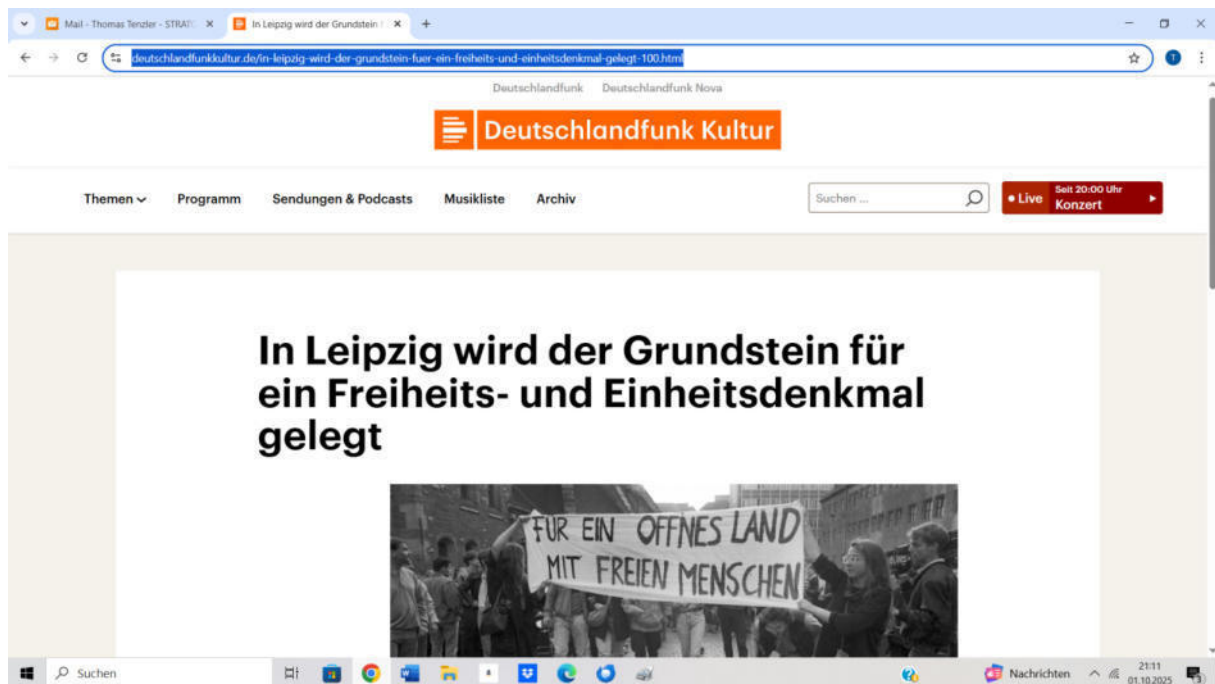 Mail - Thomas Tenzler - STRATO
In Leipzig wird der Grundstein f
deutschlandfunkkultur.de/in-leipzig-wird-der-grundstein-fuer-ein-freiheits-und-einheitsdenkmal-gelegt-100.html
T
Deutschlandfunk Deutschlandfunk Nova
Deutschlandfunk Kultur
Themen Programm Sendungen & Podcasts Musikliste Archiv
Suchen ...
Live
Seit 20:00 Uhr
Konzert
In Leipzig wird der Grundstein für
ein Freiheits- und Einheitsdenkmal
gelegt
FUR EIN OFFNES LAND
MIT FREIEN MENSCHEN
Suchen
Nachrichten
21:11
01.10.2025
3